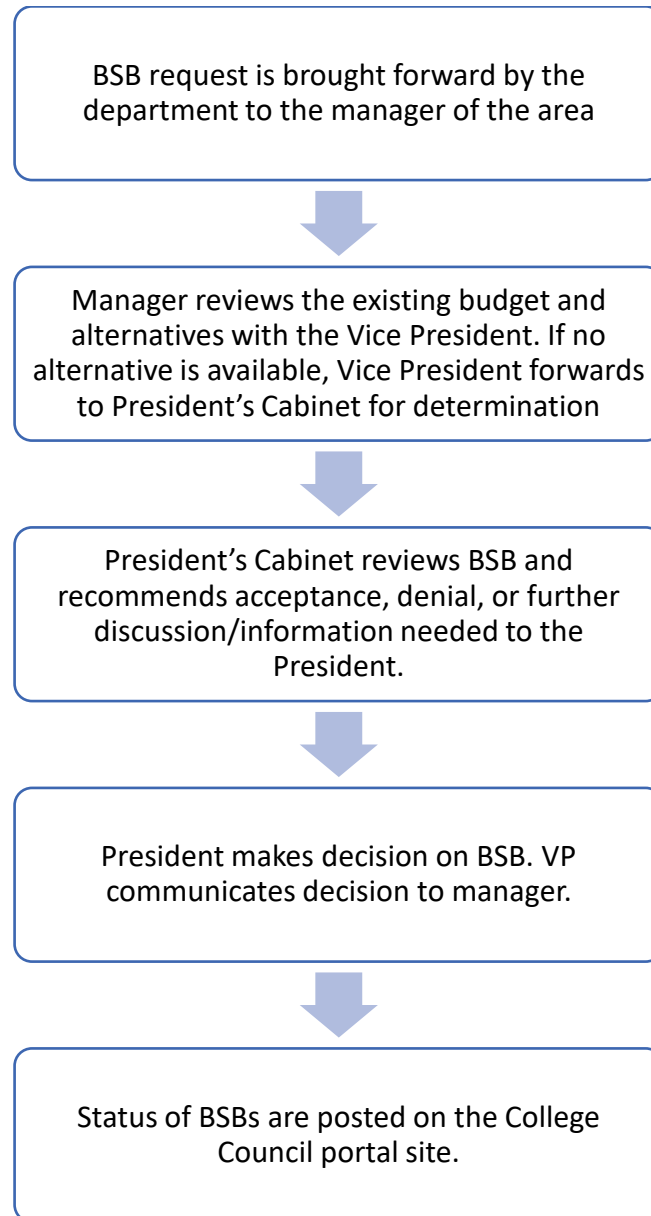 BSB request is brought forward by the
department to the manager of the area
Manager reviews the existing budget and
alternatives with the Vice President. If no
alternative is available, Vice President forwards
to President’s Cabinet for determination
President’s Cabinet reviews BSB and
recommends acceptance, denial, or further
discussion/information needed to the
President.
President makes decision on BSB. VP
communicates decision to manager.
Status of BSBs are posted on the College
Council portal site.